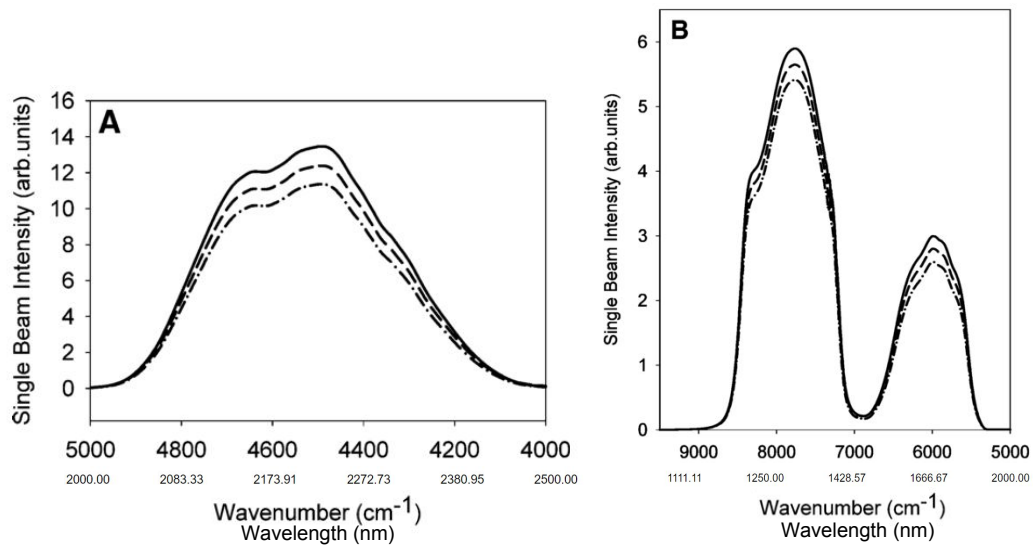 A
Single Beam Intensity (arb.units)
16
14
12
10
8
6
4
2
0
5000 4800 4600 4400 4200 4000
2000.00 2083.33 2173.91 2272.73 2380.95 2500.00
Wavenumber (cm-1)
Wavelength (nm)
B
Single Beam Intensity (arb.units)
6
5
4
3
2
1
0
9000 8000 7000 6000 5000
1111.11 1250.00 1428.57 1666.67 2000.00
Wavenumber (cm-1)
Wavelength (nm)